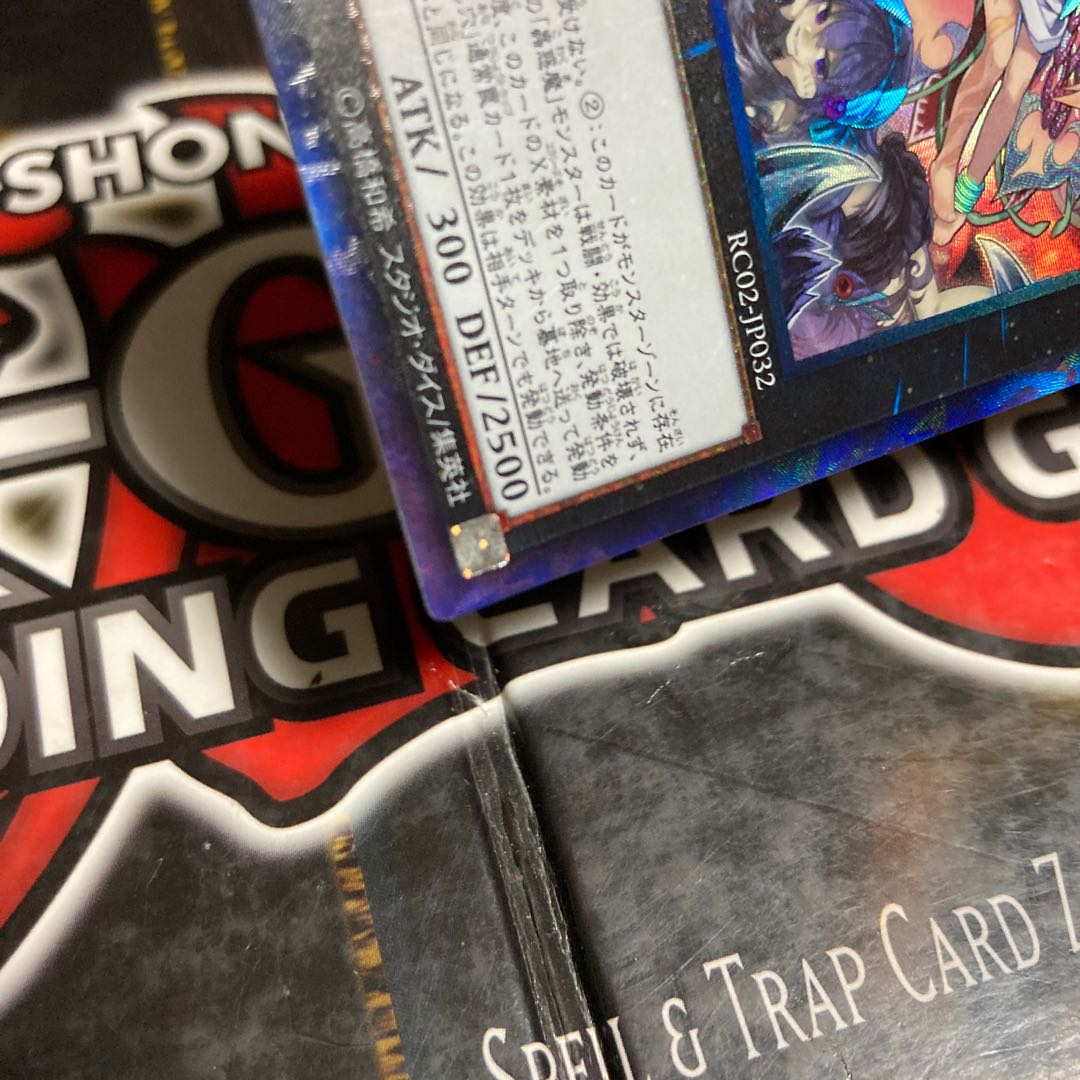 RC02-JP032
受けない。②：このカードがモンスターゾーンに存在
の「蟲惑魔」モンスターは戦闘・効果では破壊されず
度、このカードのX素材を1つ取り除き、発動条件を
穴」通常罠カード1枚をデッキから墓地へ送って発動
と同じになる。この効果は相手ターンでも発動できる。
ATK/ 300 DEF/2500
©高橋和希 スタジオ・ダイス/集英社
SHON
G
DING CARD G
SPELL & TRAP CARD Z